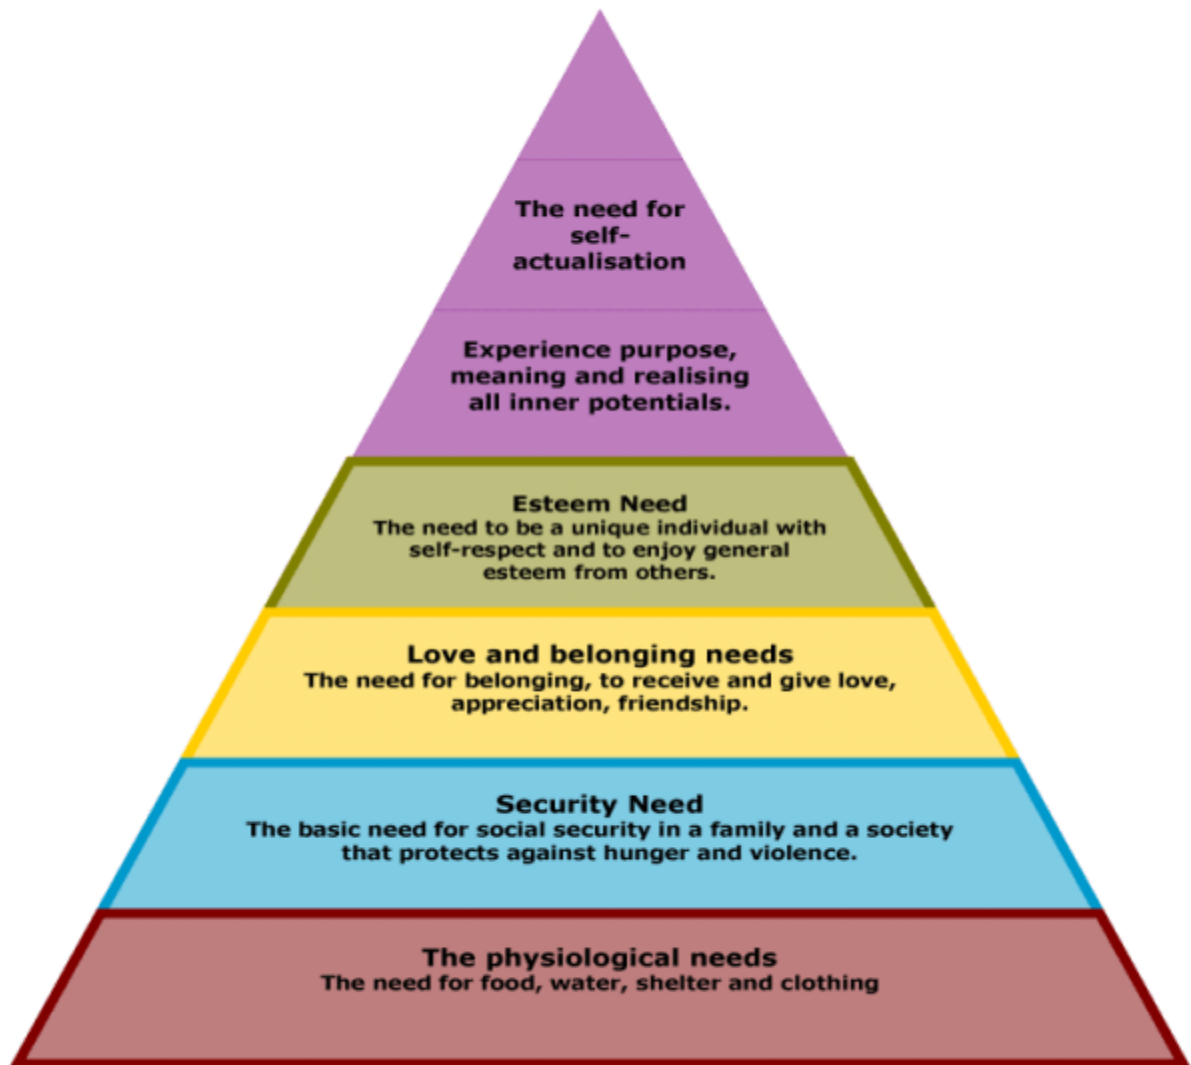 The need for
self-
actualisation
Experience purpose,
meaning and realising
all inner potentials.
Esteem Need
The need to be a unique individual with
self-respect and to enjoy general
esteem from others.
Love and belonging needs
The need for belonging, to receive and give love,
appreciation, friendship.
Security Need
The basic need for social security in a family and a society
that protects against hunger and violence.
The physiological needs
The need for food, water, shelter and clothing